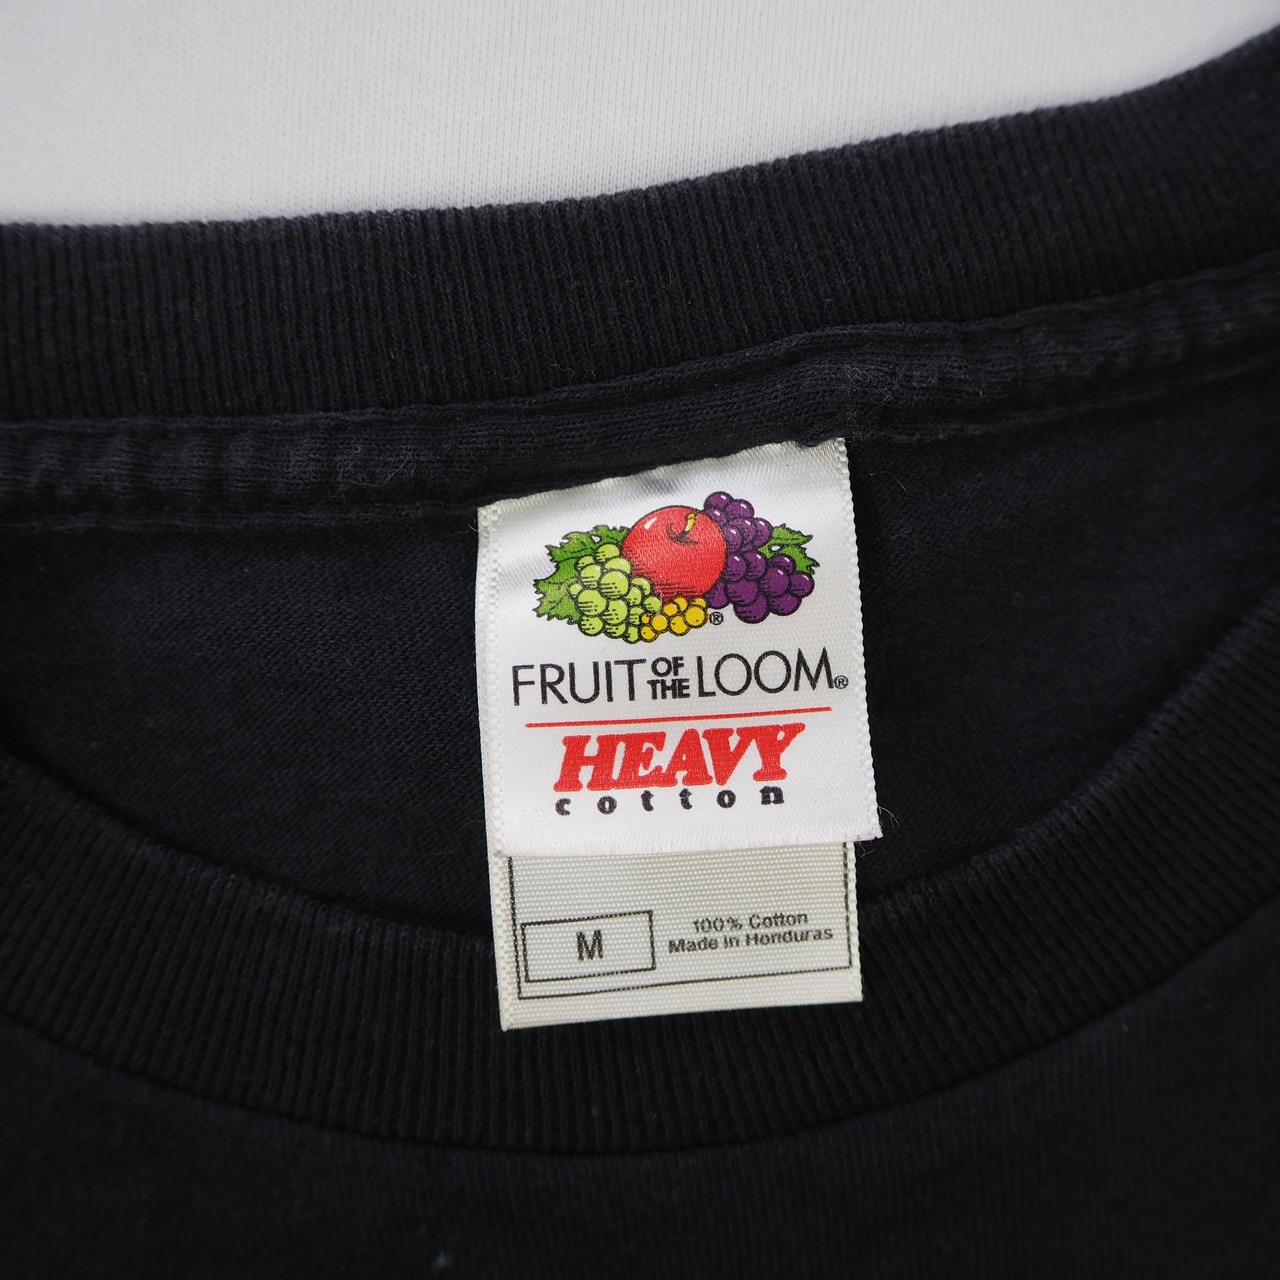 ®
FRUIT OF THE LOOM®
HEAVY
cotton
M
100% Cotton
Made in Honduras